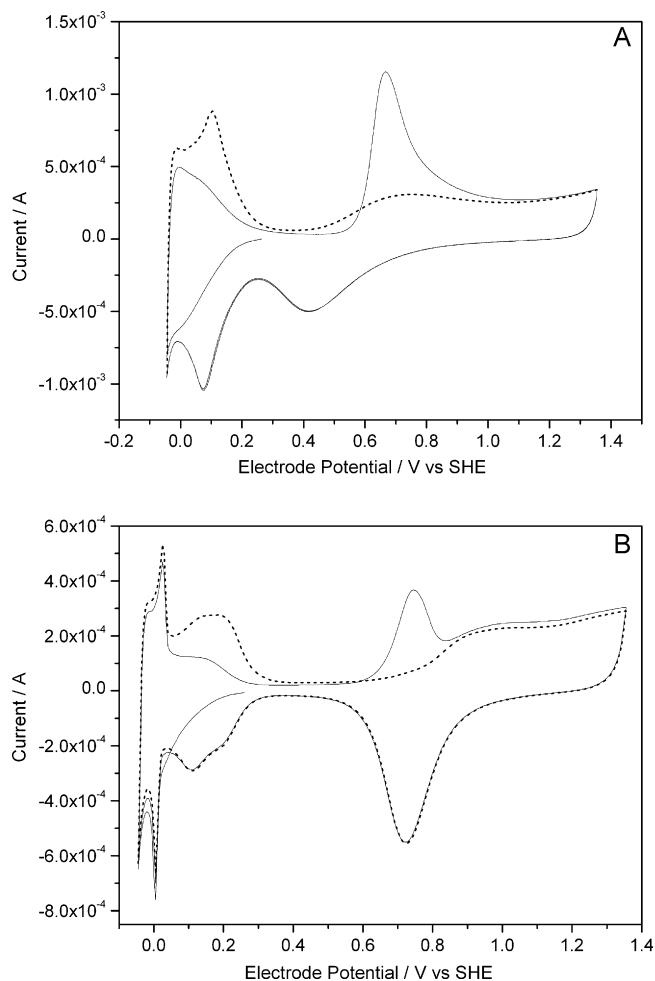 A
1.5x10⁻³
1.0x10⁻³
5.0x10⁻⁴
0.0
-5.0x10⁻⁴
-1.0x10⁻³
Current / A
-0.2 0.0 0.2 0.4 0.6 0.8 1.0 1.2 1.4
Electrode Potential / V vs SHE
B
6.0x10⁻⁴
4.0x10⁻⁴
2.0x10⁻⁴
0.0
-2.0x10⁻⁴
-4.0x10⁻⁴
-6.0x10⁻⁴
-8.0x10⁻⁴
Current / A
0.0 0.2 0.4 0.6 0.8 1.0 1.2 1.4
Electrode Potential / V vs SHE